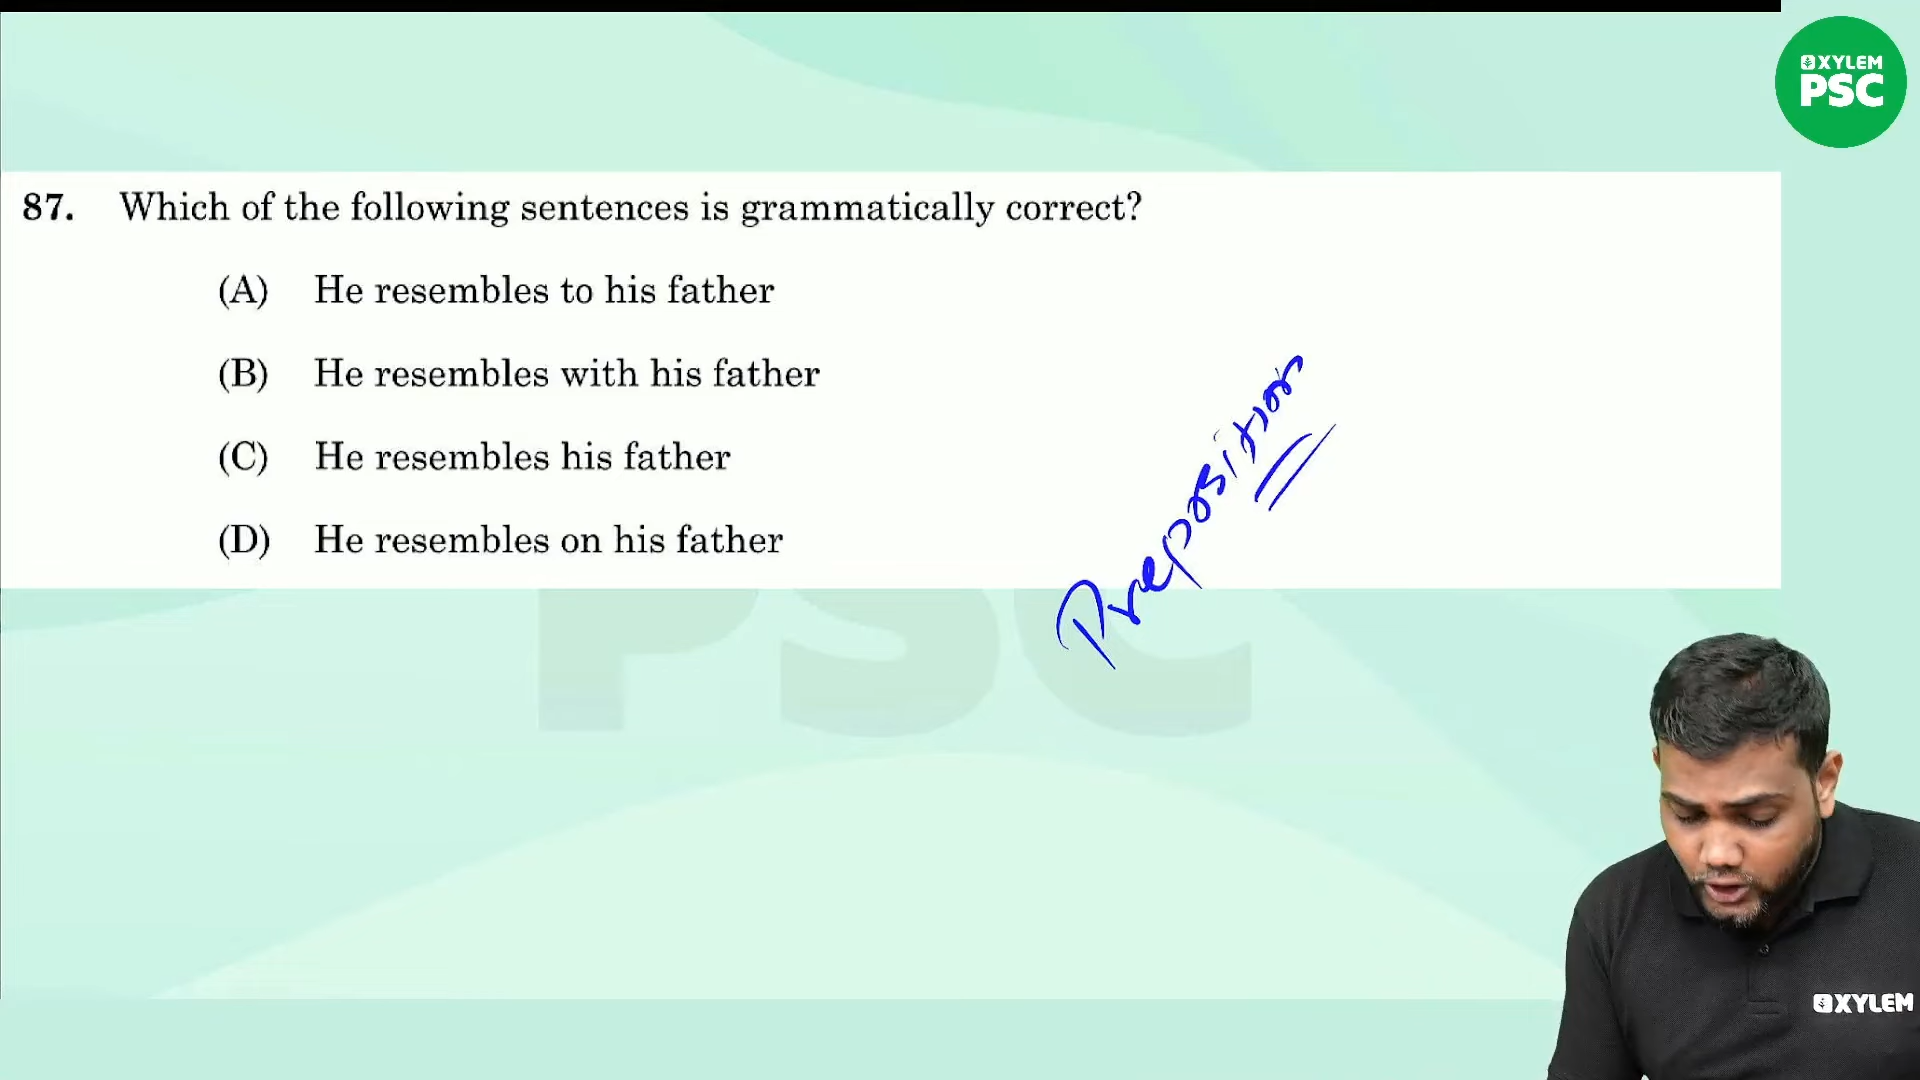 XYLEM
PSC
87. Which of the following sentences is grammatically correct?
(A) He resembles to his father
(B) He resembles with his father
(C) He resembles his father
(D) He resembles on his father
Preposition
PSC
XYLEM